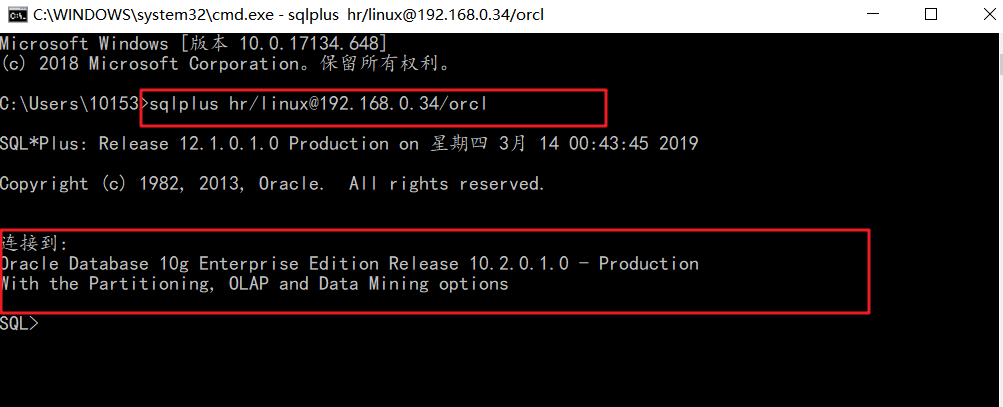 C:\WINDOWS\system32\cmd.exe - sqlplus  hr/linux@192.168.0.34/orcl
Microsoft Windows [版本 10.0.17134.648]
(c) 2018 Microsoft Corporation。保留所有权利。
C:\Users\10153>sqlplus hr/linux@192.168.0.34/orcl
SQL*Plus: Release 12.1.0.1.0 Production on 星期四 3月 14 00:43:45 2019
Copyright (c) 1982, 2013, Oracle.  All rights reserved.
连接到:
Oracle Database 10g Enterprise Edition Release 10.2.0.1.0 - Production
With the Partitioning, OLAP and Data Mining options
SQL>